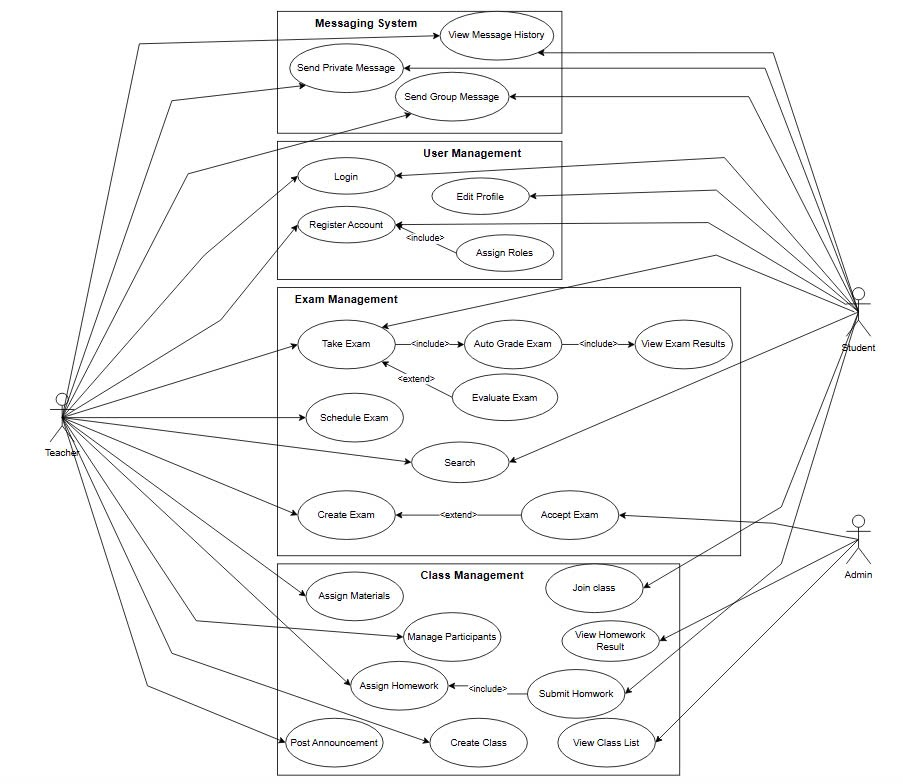 Messaging System
View Message History
Send Private Message
Send Group Message
User Management
Login
Edit Profile
Register Account
<include>
Assign Roles
Exam Management
Take Exam
<include>
Auto Grade Exam
<include>
View Exam Results
<extend>
Evaluate Exam
Schedule Exam
Search
Create Exam
<extend>
Accept Exam
Student
Teacher
Admin
Class Management
Join class
Assign Materials
Manage Participants
View Homework
Result
Assign Homework
<include>
Submit Homwork
Post Announcement
Create Class
View Class List